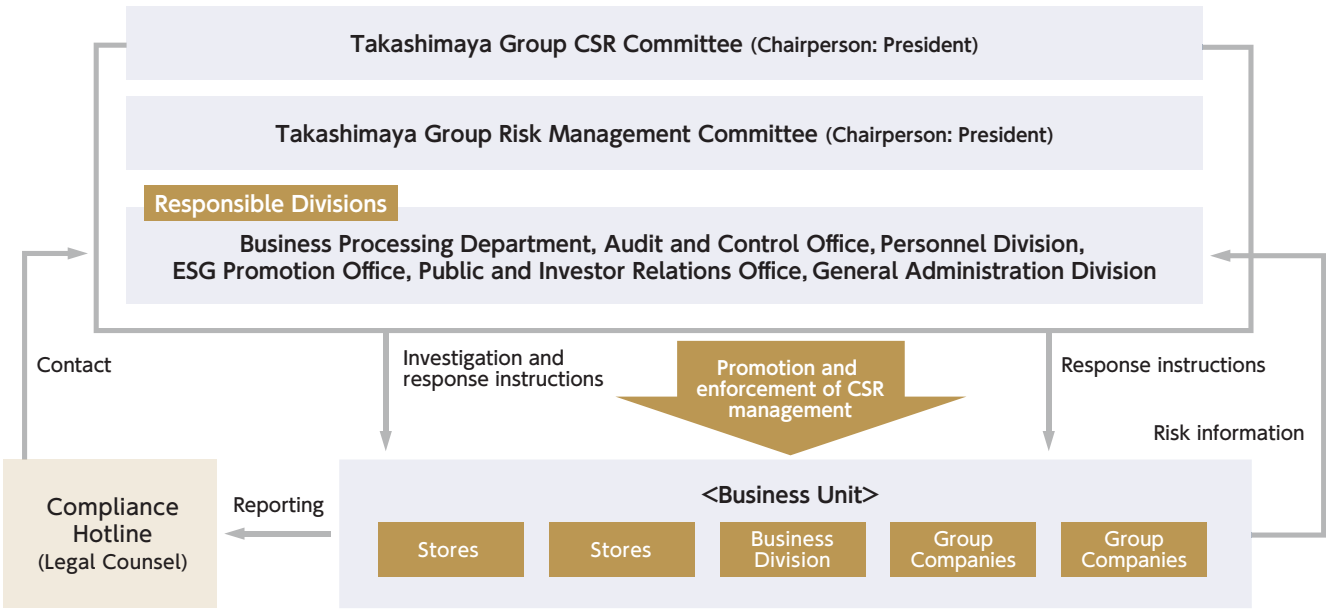 Takashimaya Group CSR Committee (Chairperson: President)
Takashimaya Group Risk Management Committee (Chairperson: President)
Responsible Divisions
Business Processing Department, Audit and Control Office, Personnel Division,
ESG Promotion Office, Public and Investor Relations Office, General Administration Division
Contact
Investigation and
response instructions
Promotion and
enforcement of CSR
management
Response instructions
Risk information
Compliance
Hotline
(Legal Counsel)
Reporting
<Business Unit>
Stores
Stores
Business
Division
Group
Companies
Group
Companies